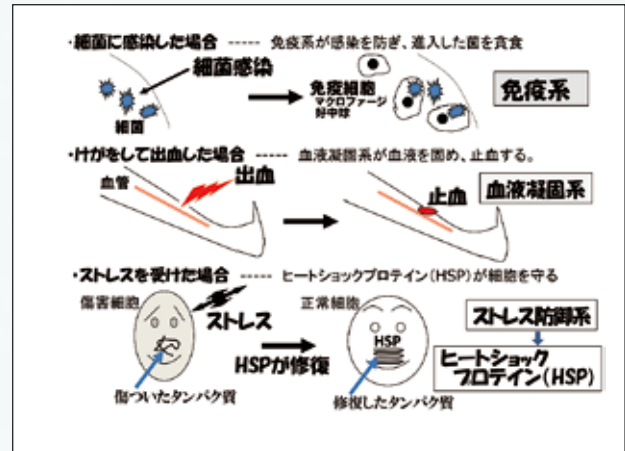 ・細菌に感染した場合 ----- 免疫系が感染を防ぎ、進入した菌を貪食
細菌感染
細菌
免疫細胞
マクロファージ
好中球
免疫系
・けがをして出血した場合 ----- 血液凝固系が血液を固め、止血する。
血管
出血
止血
血液凝固系
・ストレスを受けた場合 ----- ヒートショックプロテイン(HSP)が細胞を守る
傷害細胞
ストレス
HSPが修復
傷ついたタンパク質
正常細胞
HSP
修復したタンパク質
ストレス防御系
ヒートショック
プロテイン(HSP)